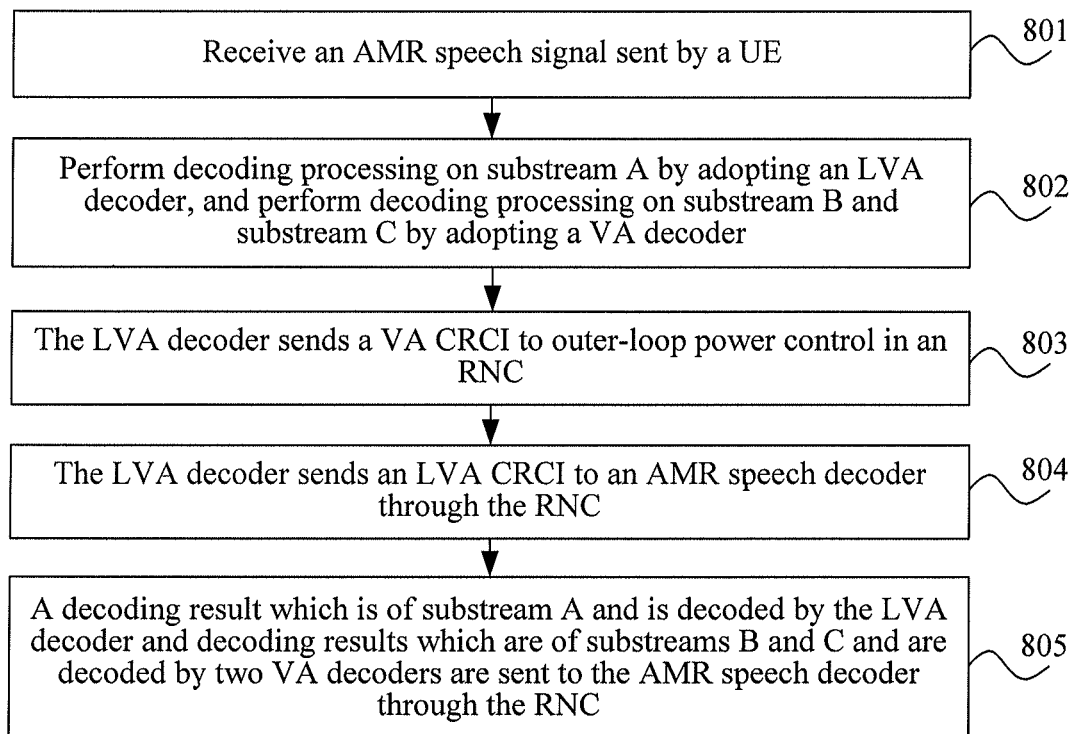 Receive an AMR speech signal sent by a UE
801
Perform decoding processing on substream A by adopting an LVA
decoder, and perform decoding processing on substream B and
substream C by adopting a VA decoder
802
The LVA decoder sends a VA CRCI to outer-loop power control in an
RNC
803
The LVA decoder sends an LVA CRCI to an AMR speech decoder
through the RNC
804
A decoding result which is of substream A and is decoded by the LVA
decoder and decoding results which are of substreams B and C and are
decoded by two VA decoders are sent to the AMR speech decoder
through the RNC
805